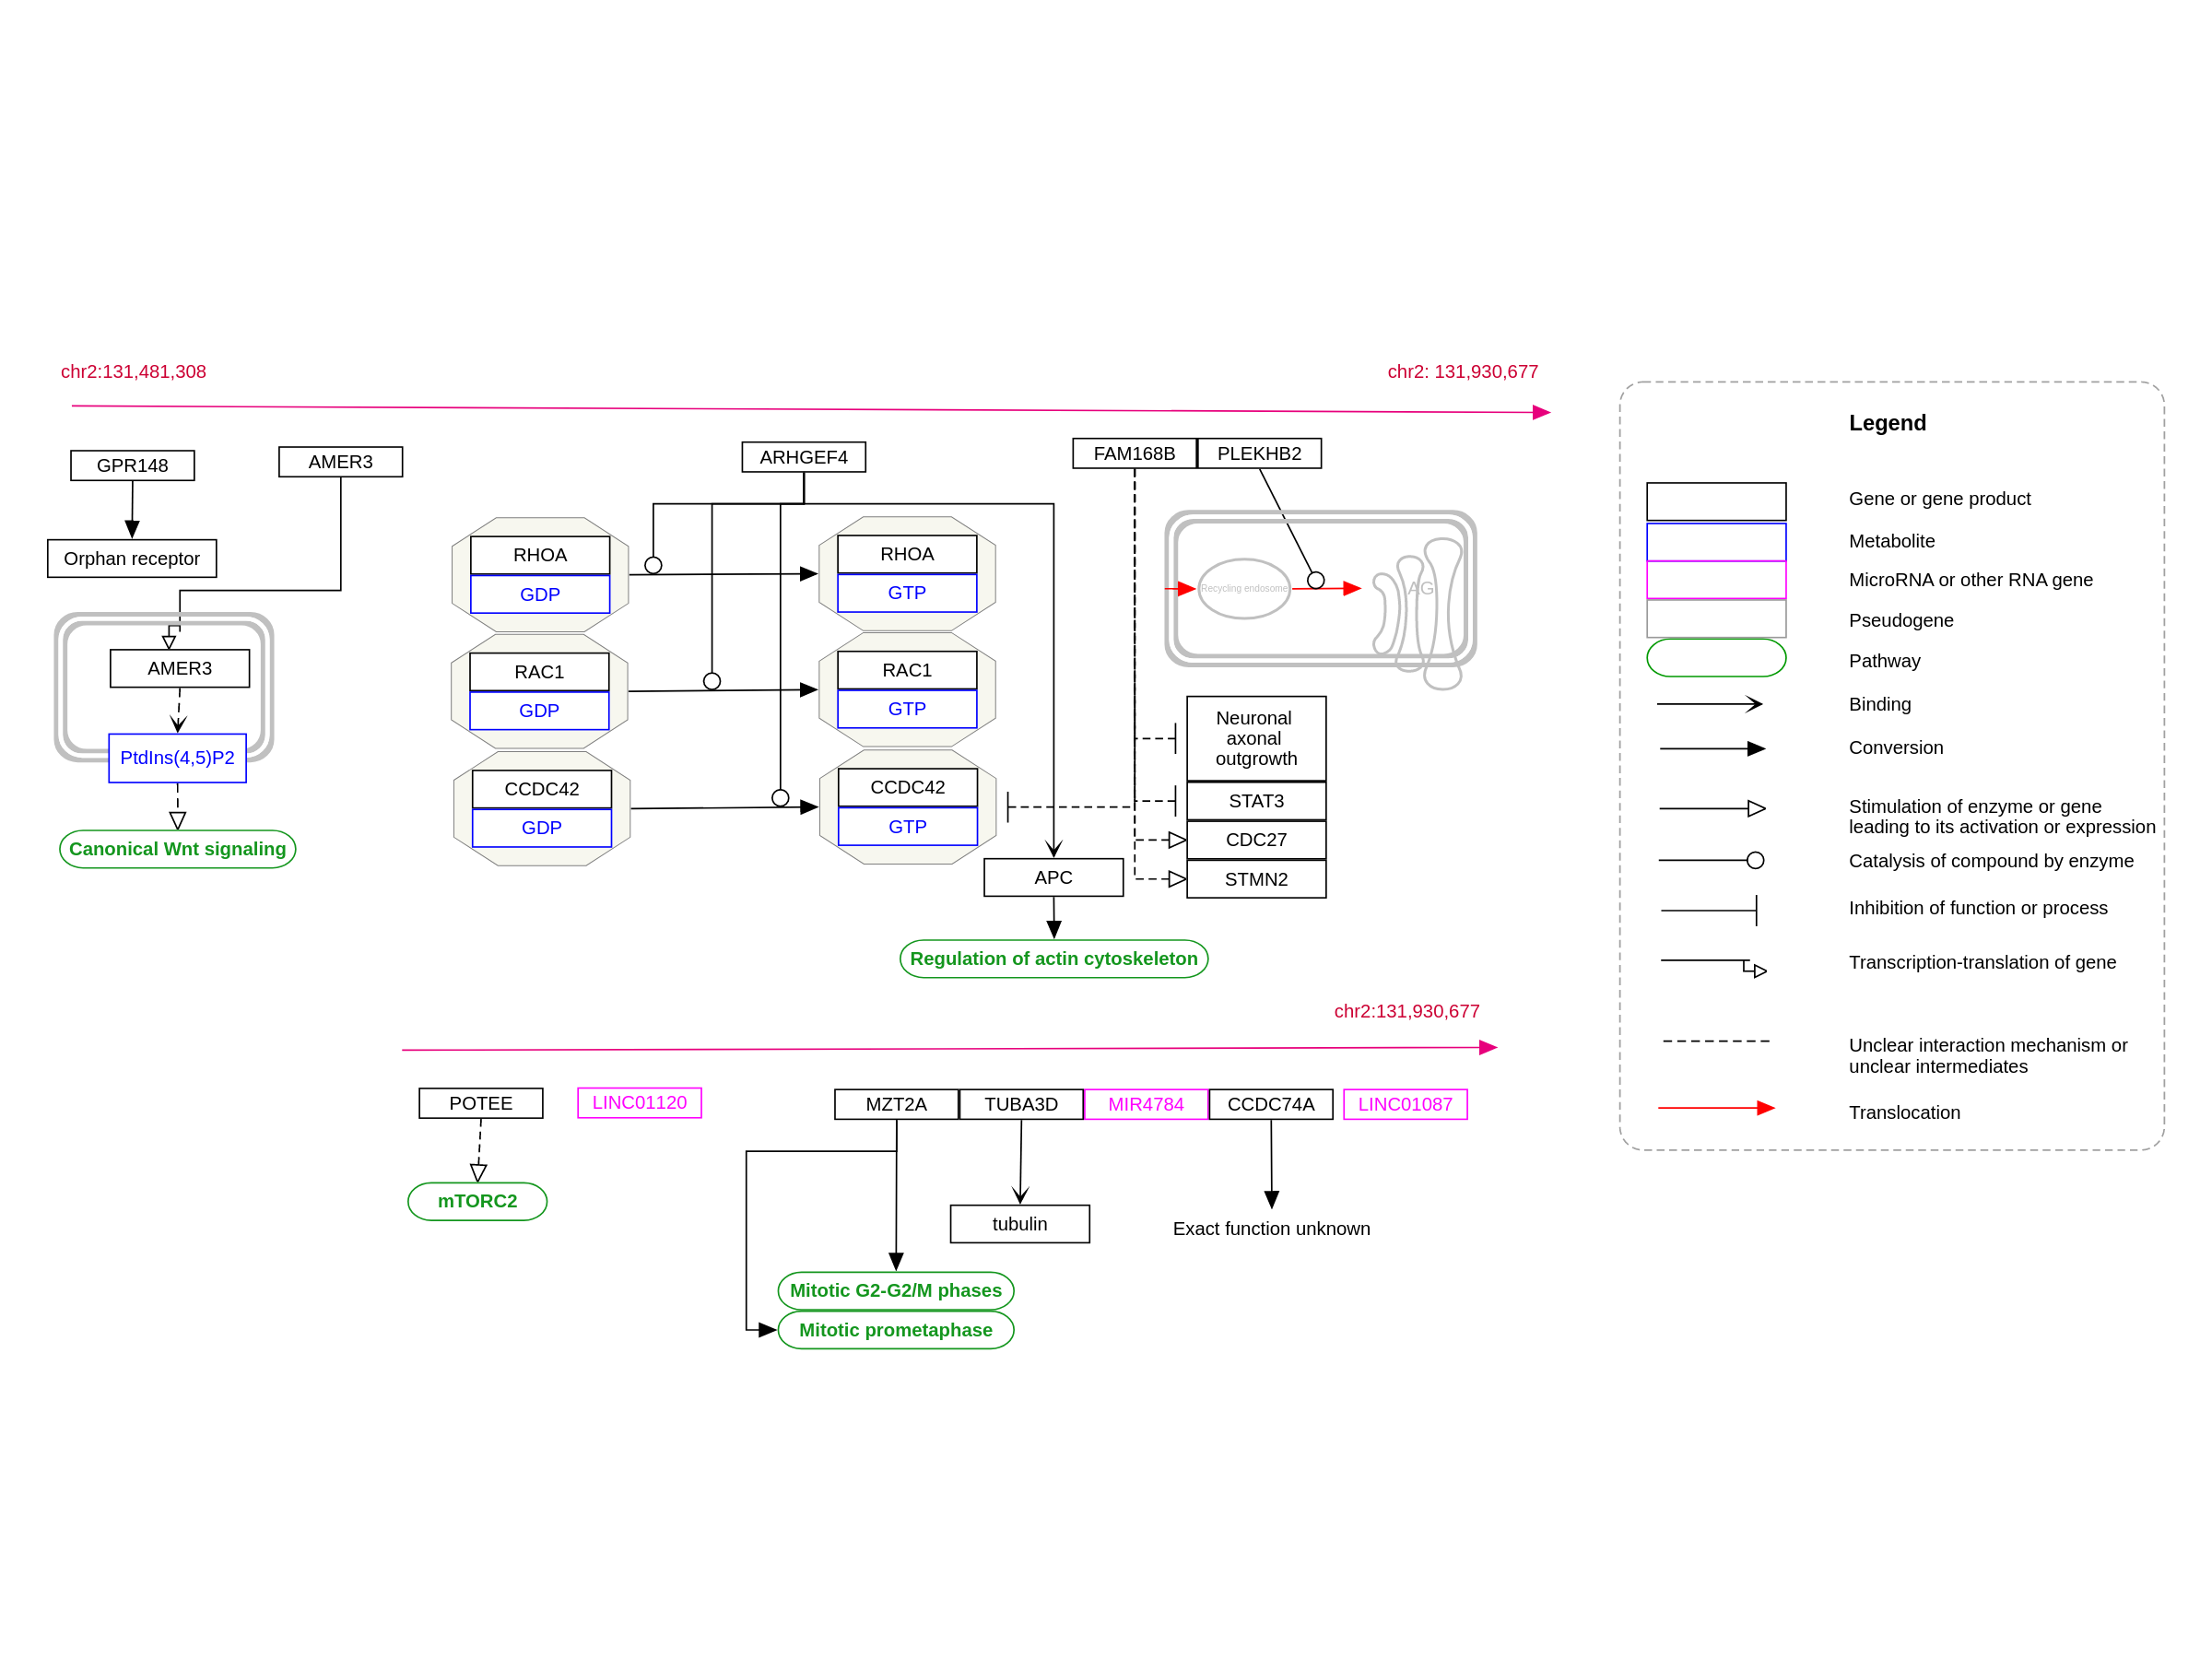 chr2:131,481,308
chr2: 131,930,677
GPR148
AMER3
ARHGEF4
FAM168B
PLEKHB2
Orphan receptor
AMER3
PtdIns(4,5)P2
Canonical Wnt signaling
RHOA
GDP
RAC1
GDP
CCDC42
GDP
RHOA
GTP
RAC1
GTP
CCDC42
GTP
Recycling endosome
AG
Neuronal
axonal
outgrowth
STAT3
CDC27
STMN2
APC
Regulation of actin cytoskeleton
chr2:131,930,677
POTEE
LINC01120
MZT2A
TUBA3D
MIR4784
CCDC74A
LINC01087
mTORC2
tubulin
Exact function unknown
Mitotic G2-G2/M phases
Mitotic prometaphase
Legend
Gene or gene product
Metabolite
MicroRNA or other RNA gene
Pseudogene
Pathway
Binding
Conversion
Stimulation of enzyme or gene
leading to its activation or expression
Catalysis of compound by enzyme
Inhibition of function or process
Transcription-translation of gene
Unclear interaction mechanism or
unclear intermediates
Translocation